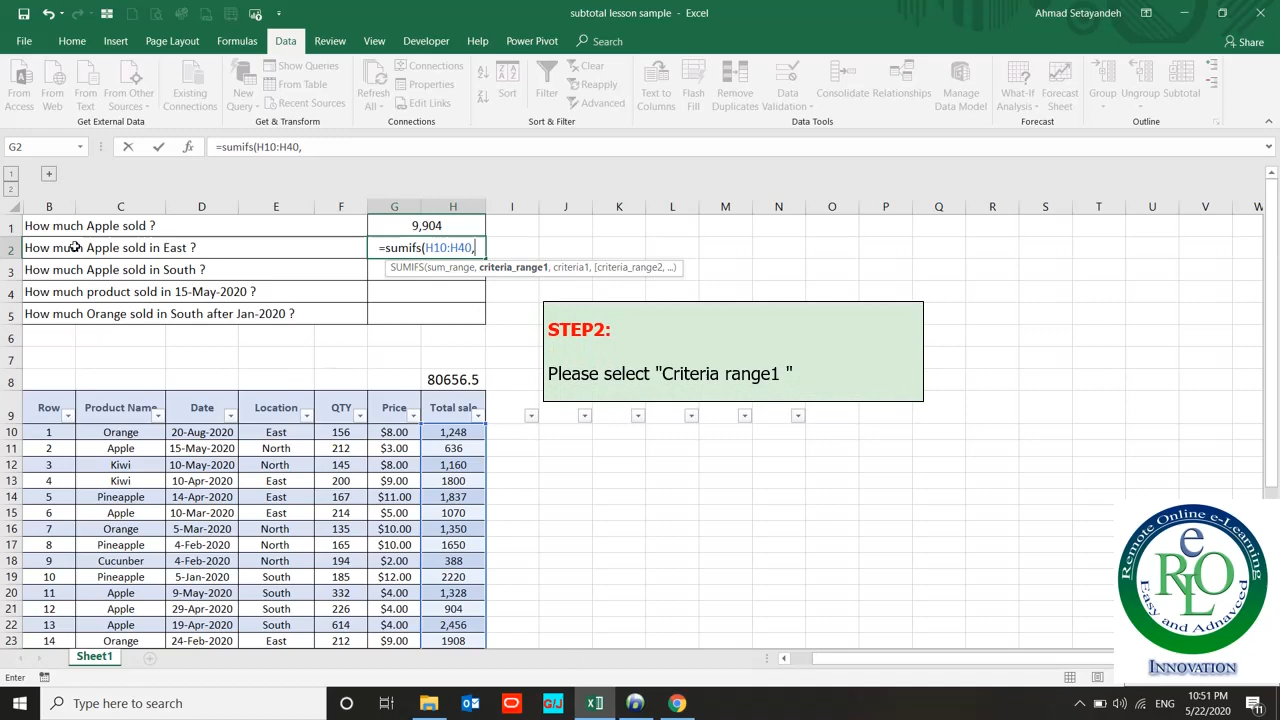 subtotal lesson sample - Excel
Ahmad Setayandeh
File Home Insert Page Layout Formulas Data Review View Developer Help Power Pivot Search Share
From Access
From Web
From Text
From Other Sources
Existing Connections
New Query
Show Queries
From Table
Recent Sources
Refresh All
Connections
Properties
Edit Links
Sort
Filter
Clear
Reapply
Advanced
Text to Columns
Flash Fill
Remove Duplicates
Data Validation
Consolidate
Relationships
Manage Data Model
What-If Analysis
Forecast Sheet
Group
Ungroup
Subtotal
Get External Data Get & Transform Connections Sort & Filter Data Tools Forecast Outline
G2 fx =sumifs(H10:H40,
1
2
B C D E F G H I J K L M N O P Q R S T U V W
1 How much Apple sold ? 9,904
2 How much Apple sold in East ? =sumifs(H10:H40,
SUMIFS(sum_range, criteria_range1, criteria1, [criteria_range2, ...)
3 How much Apple sold in South ?
4 How much product sold in 15-May-2020 ?
5 How much Orange sold in South after Jan-2020 ?
6
7
8 80656.5
STEP2:
Please select "Criteria range1 "
9 Row Product Name Date Location QTY Price Total sale
10 1 Orange 20-Aug-2020 East 156 $8.00 1,248
11 2 Apple 15-May-2020 North 212 $3.00 636
12 3 Kiwi 10-May-2020 North 145 $8.00 1,160
13 4 Kiwi 10-Apr-2020 East 200 $9.00 1800
14 5 Pineapple 14-Apr-2020 East 167 $11.00 1,837
15 6 Apple 10-Mar-2020 East 214 $5.00 1070
16 7 Orange 5-Mar-2020 North 135 $10.00 1,350
17 8 Pineapple 4-Feb-2020 North 165 $10.00 1650
18 9 Cucunber 4-Feb-2020 North 194 $2.00 388
19 10 Pineapple 5-Jan-2020 South 185 $12.00 2220
20 11 Apple 9-May-2020 South 332 $4.00 1,328
21 12 Apple 29-Apr-2020 South 226 $4.00 904
22 13 Apple 19-Apr-2020 South 614 $4.00 2,456
23 14 Orange 24-Feb-2020 East 212 $9.00 1908
Remote Online e-Learning
e
RLO
Easy and Adnaveed
INNOVATION
Sheet1
Enter
Type here to search
G/J
ENG
10:51 PM
5/22/2020
11